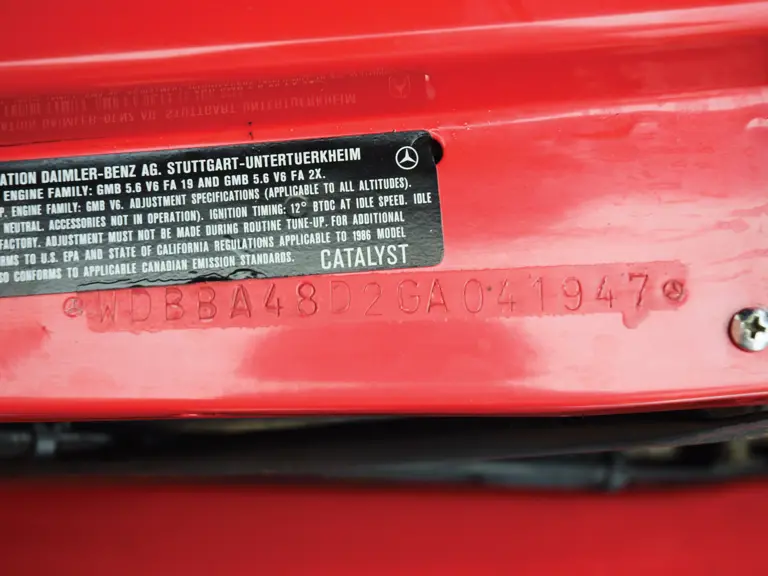 ATION DAIMLER-BENZ AG. STUTTGART-UNTERTUERKHEIM
ENGINE FAMILY: GMB 5.6 V6 FA 19 AND GMB 5.6 V6 FA 2X.
P. ENGINE FAMILY: GMB V6. ADJUSTMENT SPECIFICATIONS (APPLICABLE TO ALL ALTITUDES).
NEUTRAL. ACCESSORIES NOT IN OPERATION). IGNITION TIMING: 12° BTDC AT IDLE SPEED. IDLE
FACTORY. ADJUSTMENT MUST NOT BE MADE DURING ROUTINE TUNE-UP. FOR ADDITIONAL
RMS TO U.S. EPA AND STATE OF CALIFORNIA REGULATIONS APPLICABLE TO 1986 MODEL
SO CONFORMS TO APPLICABLE CANADIAN EMISSION STANDARDS.
CATALYST
WDBBA48D2GA041947